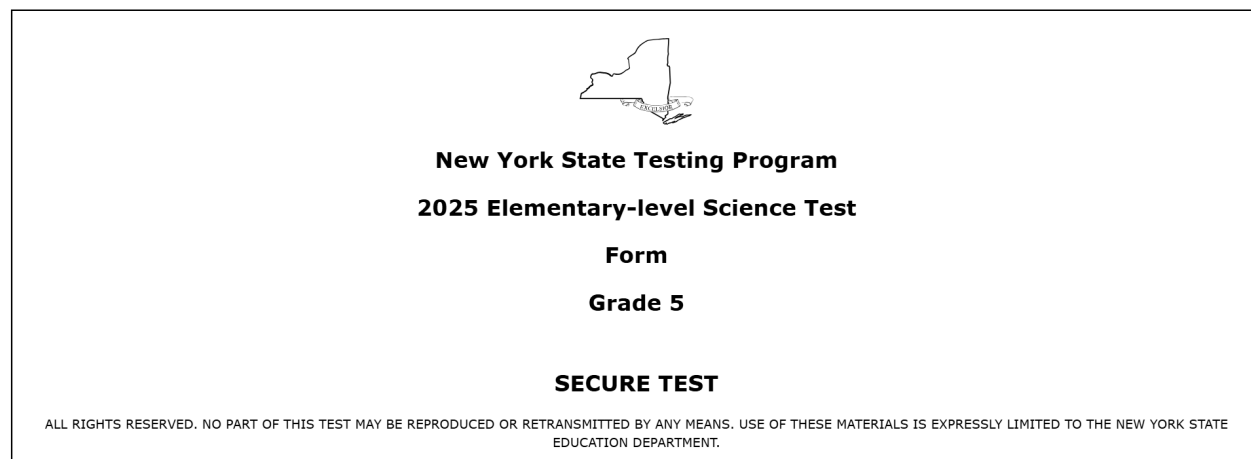 EXCELSIOR
New York State Testing Program
2025 Elementary-level Science Test
Form
Grade 5
SECURE TEST
ALL RIGHTS RESERVED. NO PART OF THIS TEST MAY BE REPRODUCED OR RETRANSMITTED BY ANY MEANS. USE OF THESE MATERIALS IS EXPRESSLY LIMITED TO THE NEW YORK STATE
EDUCATION DEPARTMENT.